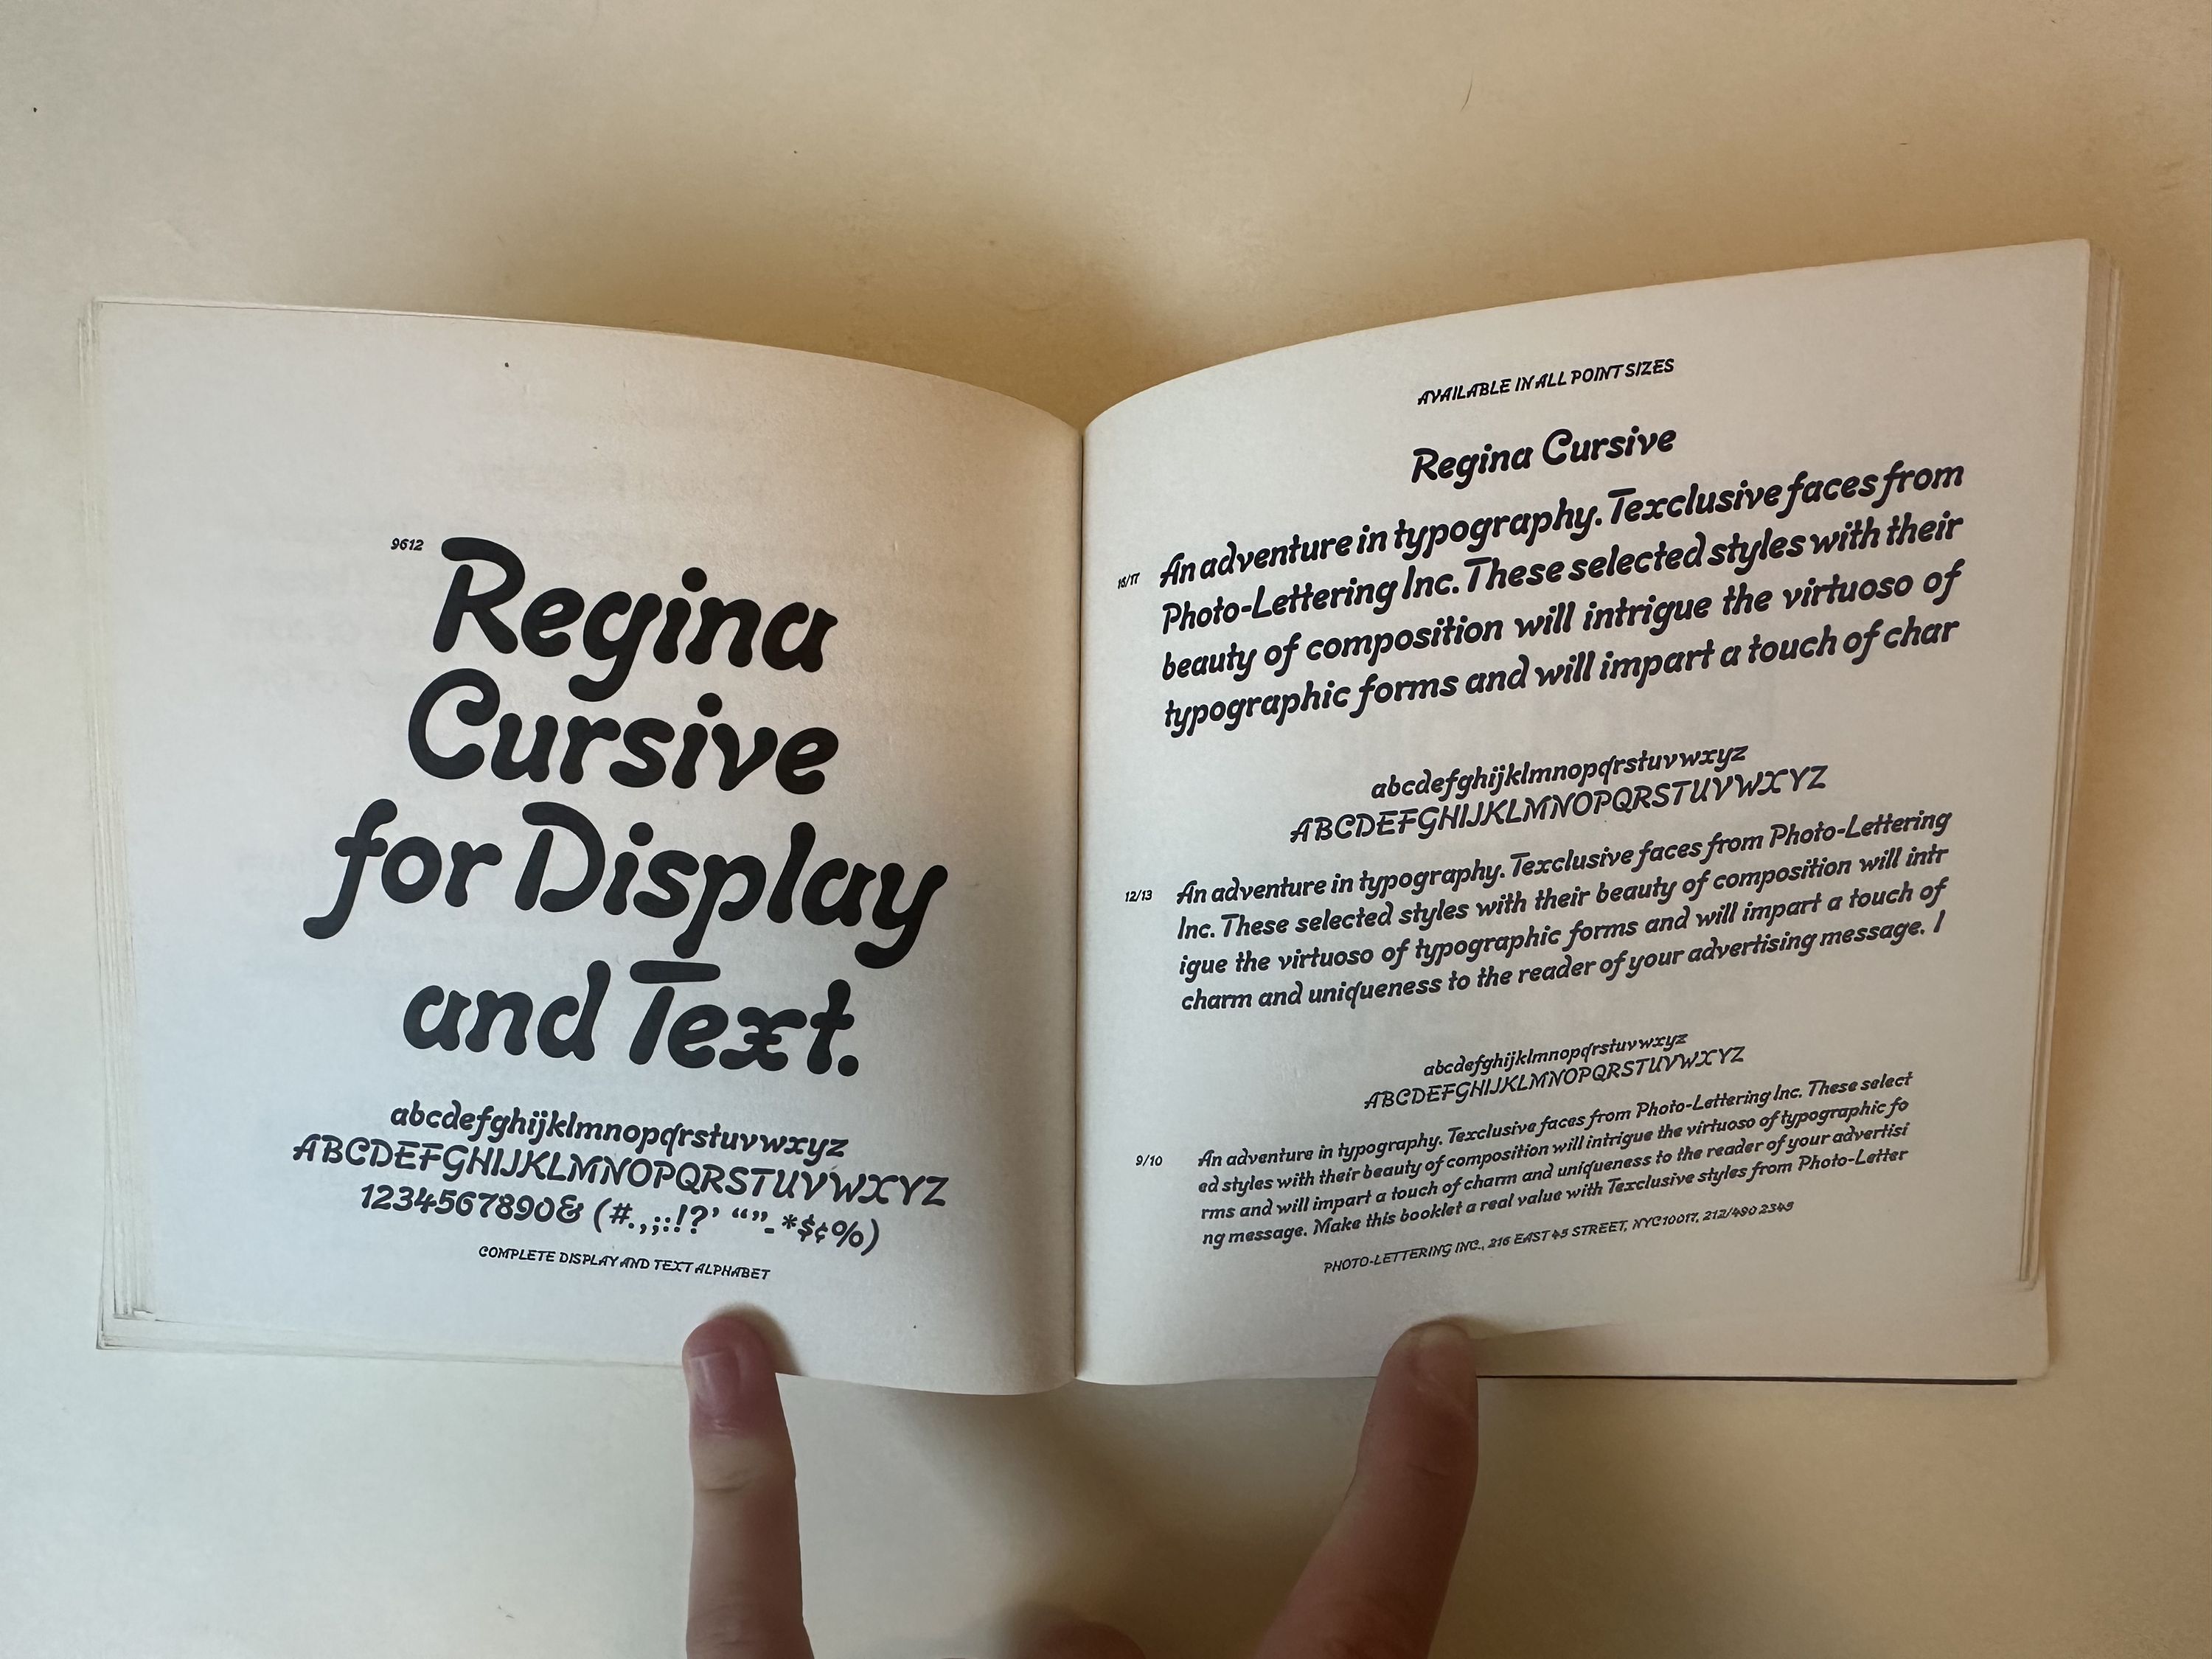 9612
Regina
Cursive
for Display
and Text.
abcdefghijklmnopqrstuvwxyz
ABCDEFGHIJKLMNOPQRSTUVWXYZ
1234567890& (#.,;:!?’ “”-*$¢%)
COMPLETE DISPLAY AND TEXT ALPHABET
AVAILABLE IN ALL POINT SIZES
Regina Cursive
16/17
An adventure in typography. Texclusive faces from
Photo-Lettering Inc. These selected styles with their
beauty of composition will intrigue the virtuoso of
typographic forms and will impart a touch of char
abcdefghijklmnopqrstuvwxyz
ABCDEFGHIJKLMNOPQRSTUVWXYZ
12/13
An adventure in typography. Texclusive faces from Photo-Lettering
Inc. These selected styles with their beauty of composition will intr
igue the virtuoso of typographic forms and will impart a touch of
charm and uniqueness to the reader of your advertising message. I
abcdefghijklmnopqrstuvwxyz
ABCDEFGHIJKLMNOPQRSTUVWXYZ
9/10
An adventure in typography. Texclusive faces from Photo-Lettering Inc. These select
ed styles with their beauty of composition will intrigue the virtuoso of typographic fo
rms and will impart a touch of charm and uniqueness to the reader of your advertisi
ng message. Make this booklet a real value with Texclusive styles from Photo-Letter
PHOTO-LETTERING INC., 216 EAST 45 STREET, NYC 10017, 212/490 2345